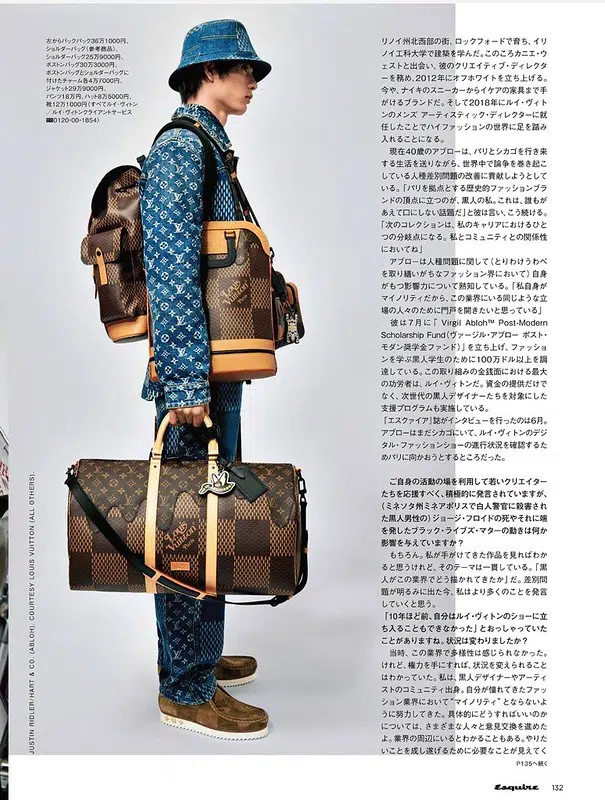 左からバックパック36万1000円、
ショルダーバッグ(参考商品)、
ショルダーバッグ25万9000円、
ボストンバッグ30万3000円、
ボストンバッグとショルダーバッグに
付けたチャーム各4万7000円、
ジャケット29万9000円、
パンツ18万円、ハット8万5000円、
靴12万1000円(すべてルイ・ヴィトン
/ルイ・ヴィトンクライアントサービス
0120-00-1854)
リノイ州北西部の街、ロックフォードで育ち、イリ
ノイ工科大学で建築を学んだ。このころカニエ・ウ
ェストと出会い、彼のクリエイティブ・ディレクタ
ーを務め、2012年にオフホワイトを立ち上げる。
今や、ナイキのスニーカーからイケアの家具まで手
がけるブランドだ。そして2018年にルイ・ヴィト
ンのメンズ アーティスティック・ディレクターに就
任したことでハイファッションの世界に足を踏み
入れることになる。
現在40歳のアブローは、パリとシカゴを行き来
する生活を送りながら、世界中で論争を巻き起こ
している人種差別問題の改善に貢献しようとして
いる。「パリを拠点とする歴史的ファッションブラ
ンドの頂点に立つのが、黒人の私。これは、誰もが
あえて口にしない話題だ」と彼は言い、こう続ける。
「次のコレクションは、私のキャリアにおけるひと
つの分岐点になる。私とコミュニティとの関係性
においてね」
アブローは人種問題に関して(とりわけうわべ
を取り繕いがちなファッション界において)自身
がもつ影響力について熟知している。「私自身が
マイノリティだから、この業界にいる同じような立
場の人々のために門戸を開きたいと思っている」
彼は7月に「 Virgil Abloh™ Post-Modern
Scholarship Fund(ヴァージル・アブロー ポスト・
モダン奨学金ファンド)」を立ち上げ、ファッショ
ンを学ぶ黒人学生のために100万ドル以上を調
達している。この取り組みの金銭面における最大
の功労者は、ルイ・ヴィトンだ。資金の提供だけで
なく、次世代の黒人デザイナーたちを対象にした
支援プログラムも実施している。
「エスクァイア」誌がインタビューを行ったのは6月。
アブローはまだシカゴにいて、ルイ・ヴィトンのデジ
タル・ファッションショーの進行状況を確認するた
めパリに向かおうとするところだった。
ご自身の活動の場を利用して若いクリエイター
たちを応援すべく、積極的に発言されていますが、
(ミネソタ州ミネアポリスで白人警官に殺害され
た黒人男性の)ジョージ・フロイドの死やそれに端
を発したブラック・ライブズ・マターの動きは何か
影響を与えていますか?
もちろん。私が手がけてきた作品を見ればわか
ると思うけれど、そのテーマは一貫している。「黒
人がこの業界でどう描かれてきたか」だ。差別問
題が明るみに出た今、私はより多くのことを発言
していくと思う。
「10年ほど前、自分はルイ・ヴィトンのショーに立
ち入ることもできなかった」とおっしゃっていた
ことがありますね。状況は変わりましたか?
当時、この業界で多様性は感じられなかった。
けれど、権力を手にすれば、状況を変えられること
はわかっていた。私は、黒人デザイナーやアーティ
ストのコミュニティ出身。自分が憧れてきたファッ
ション業界において“マイノリティ”とならないよ
うに努力してきた。具体的にどうすればいいのか
については、さまざまな人々と意見交換を進めた
よ。業界の周辺にいるとわかることもある。やりた
いことを成し遂げるために必要なことが見えてく
P135へ続く
JUSTIN RIDLER/HART & CO. (ABLOH). COURTESY LOUIS VUITTON (ALL OTHERS).
Louis
Vuitton
Louis
Vuitton
Esquire 132